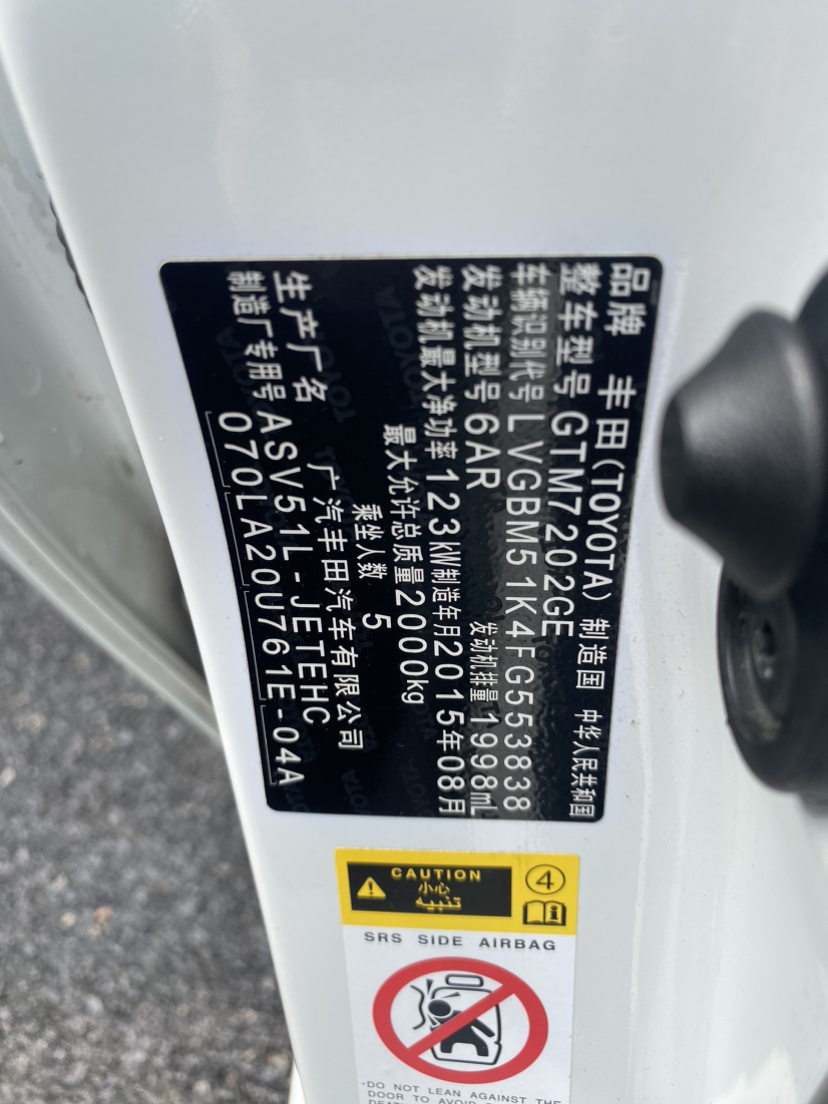 品牌 丰田(TOYOTA) 制造国 中华人民共和国
整车型号 GTM7202GE
车辆识别代号 LVGBM51K4FG553838
发动机型号 6AR 发动机排量 1998mL
发动机最大净功率 123kW 制造年月 2015年08月
最大允许总质量 2000kg
乘坐人数 5
生产厂名 广汽丰田汽车有限公司
制造厂专用号 ASV51L-JETEHC
070LA20U761E-04A
CAUTION
小心
تنبيه
4
SRS SIDE AIRBAG
DO NOT LEAN AGAINST THE
DOOR TO AVOID